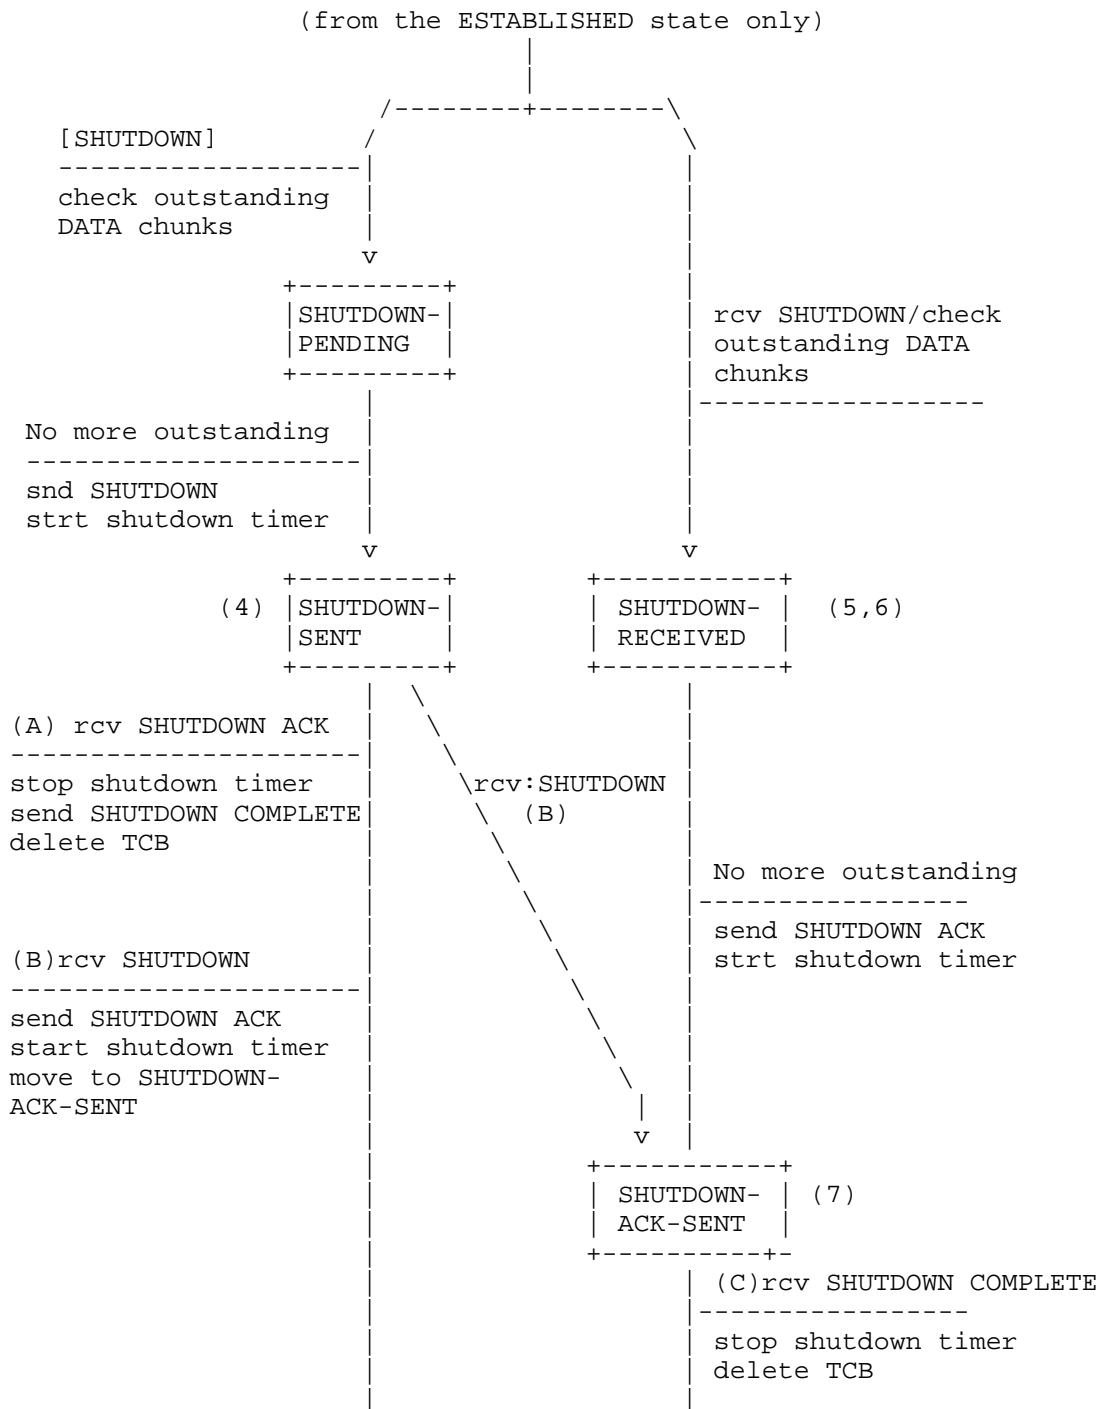 (from the ESTABLISHED state only)
|
|
/--------+--------\
[SHUTDOWN]         /                   \
-------------------|                   |
check outstanding  |                   |
DATA chunks        |                   |
v                   |
+---------+              |
|SHUTDOWN-|              | rcv SHUTDOWN/check
|PENDING  |              | outstanding DATA
+---------+              | chunks
|                   |------------------
No more outstanding  |                   |
---------------------|                   |
snd SHUTDOWN         |                   |
strt shutdown timer  |                   |
v                   v
+---------+        +-----------+
(4) |SHUTDOWN-|        | SHUTDOWN- |  (5,6)
|SENT     |        | RECEIVED  |
+---------+        +-----------+
|  \                |
(A) rcv SHUTDOWN ACK  |   \               |
----------------------|    \              |
stop shutdown timer   |     \rcv:SHUTDOWN |
send SHUTDOWN COMPLETE|      \  (B)       |
delete TCB            |       \           |
|        \          | No more outstanding
|         \         |-----------------
|          \        | send SHUTDOWN ACK
(B)rcv SHUTDOWN       |           \       | strt shutdown timer
----------------------|            \      |
send SHUTDOWN ACK     |             \     |
start shutdown timer  |              \    |
move to SHUTDOWN-     |               \   |
ACK-SENT              |                |  |
|                v  |
|             +-----------+
|             | SHUTDOWN- | (7)
|             | ACK-SENT  |
|             +----------+-
|                   | (C)rcv SHUTDOWN COMPLETE
|                   |-----------------
|                   | stop shutdown timer
|                   | delete TCB
|                   |